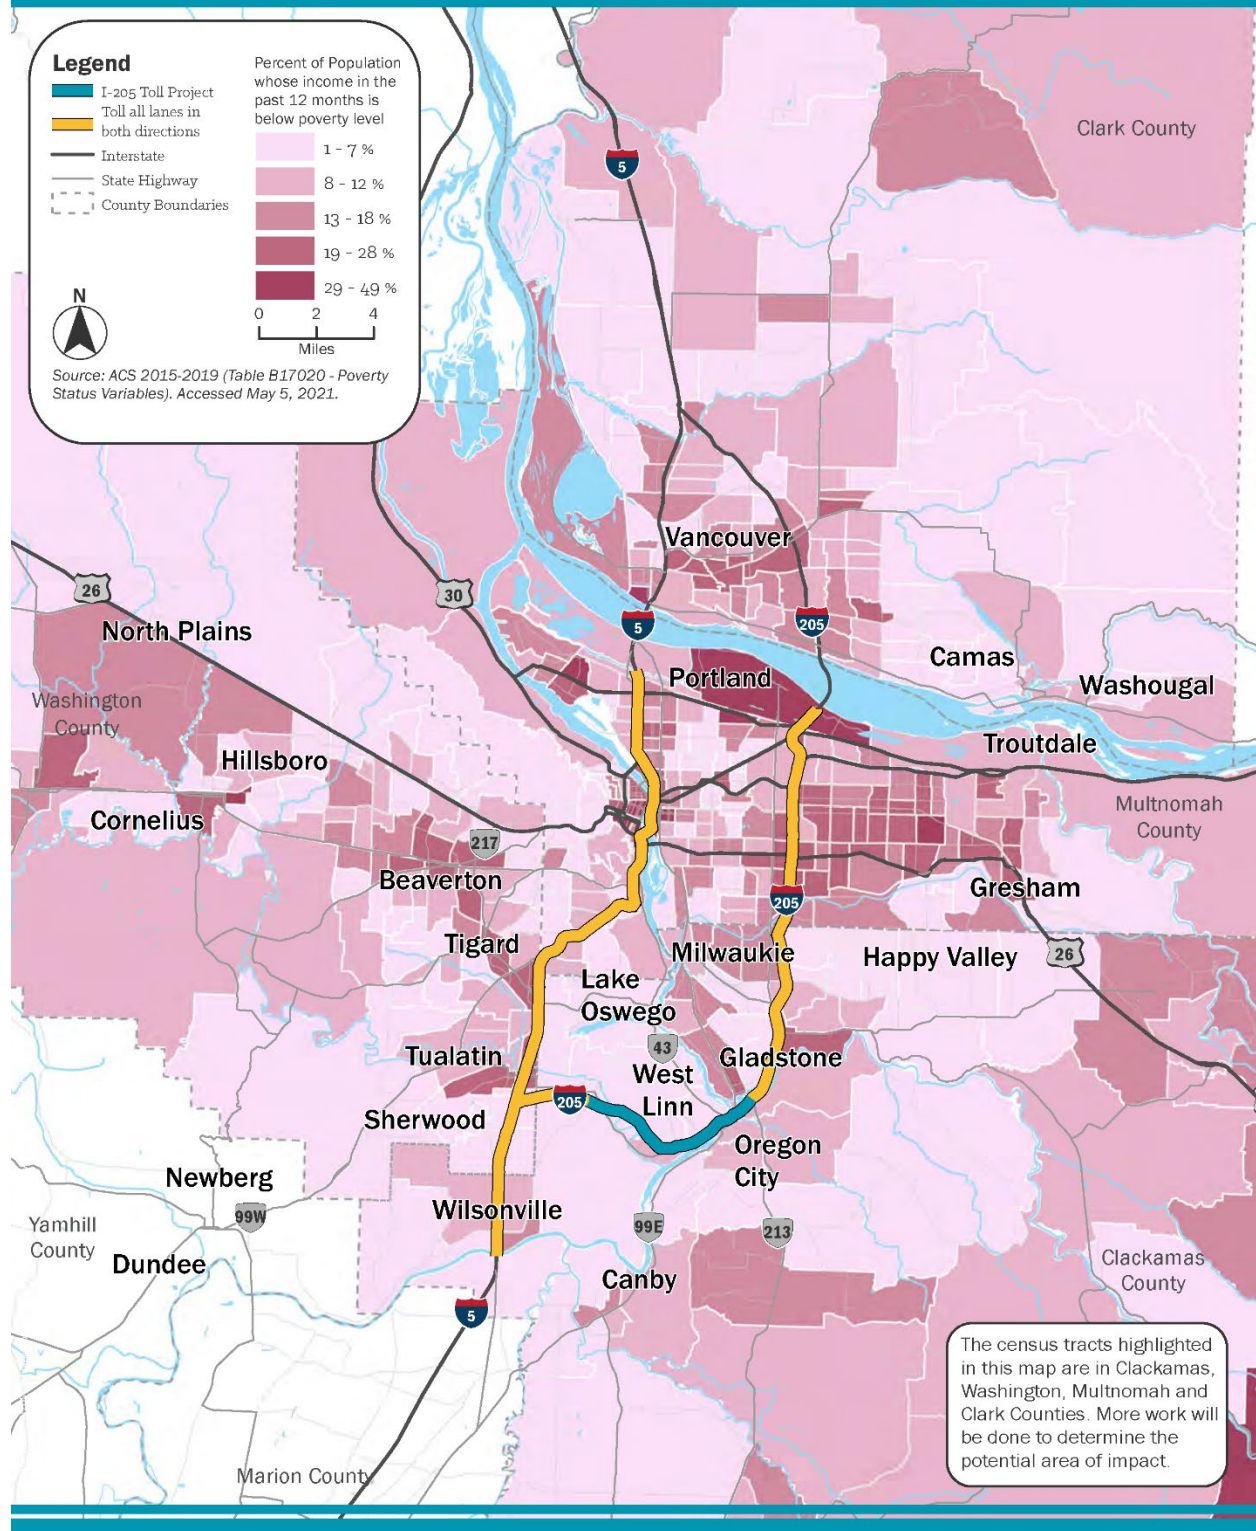 Legend
I-205 Toll Project
Toll all lanes in
both directions
Interstate
State Highway
County Boundaries
Percent of Population
whose income in the
past 12 months is
below poverty level
1 - 7 %
8 - 12 %
13 - 18 %
19 - 28 %
29 - 49 %
N
0 2 4
Miles
Source: ACS 2015-2019 (Table B17020 - Poverty
Status Variables). Accessed May 5, 2021.
Clark County
5
Vancouver
26
30
North Plains
5
205
Camas
Portland
Washougal
Washington
County
Troutdale
Hillsboro
Multnomah
County
Cornelius
217
Beaverton
Gresham
205
Tigard
Milwaukie
Happy Valley
26
Lake
Oswego
Tualatin
43
Gladstone
West
Linn
205
Sherwood
Oregon
City
Newberg
99W
Wilsonville
99E
213
Yamhill
County
Dundee
Canby
Clackamas
County
5
The census tracts highlighted
in this map are in Clackamas,
Washington, Multnomah and
Clark Counties. More work will
be done to determine the
potential area of impact.
Marion County